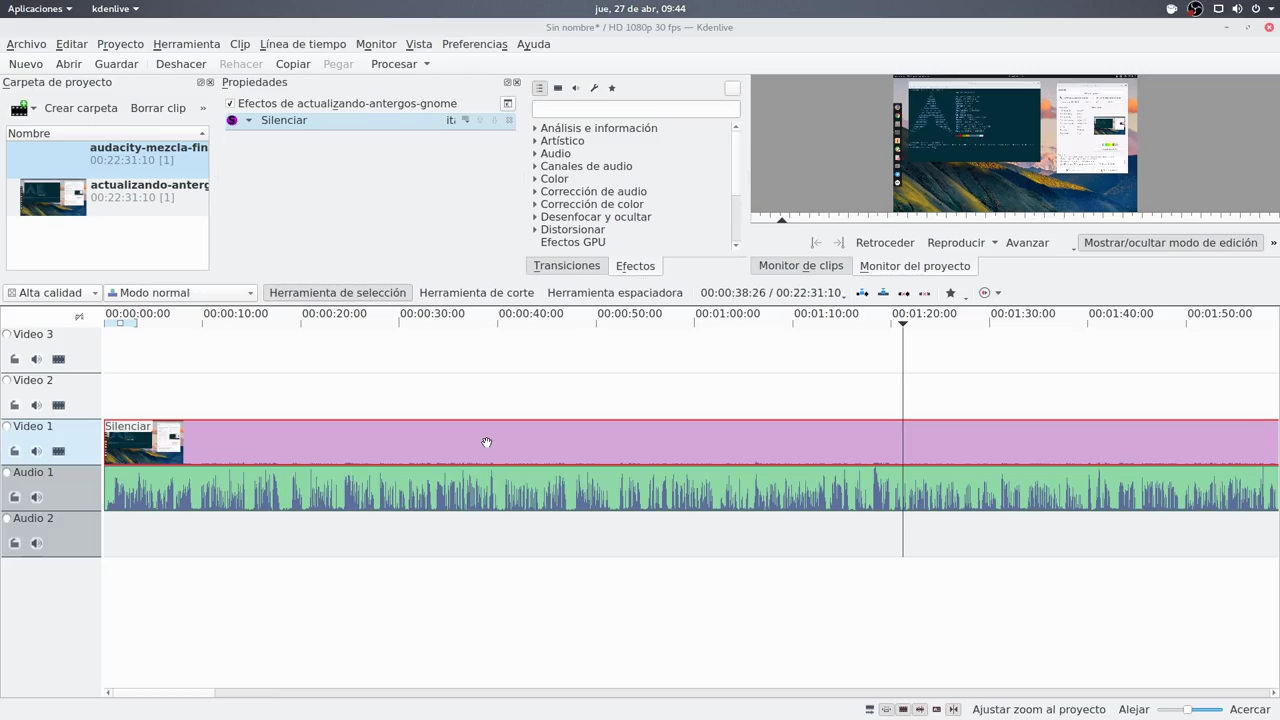 Aplicaciones
kdenlive
jue, 27 de abr, 09:44
Sin nombre* / HD 1080p 30 fps — Kdenlive
Archivo Editar Proyecto Herramienta Clip Línea de tiempo Monitor Vista Preferencias Ayuda
Nuevo Abrir Guardar Deshacer Rehacer Copiar Pegar Procesar
Carpeta de proyecto
Propiedades
Crear carpeta Borrar clip »
Nombre
audacity-mezcla-fin
00:22:31:10 [1]
actualizando-anterg
00:22:31:10 [1]
Efectos de
Análisis e información
Artístico
Audio
Canales de audio
Color
Corrección de audio
Corrección de color
Desenfocar y ocultar
Distorsionar
Efectos GPU
Transiciones Efectos
Retroceder Reproducir Avanzar Mostrar/ocultar modo de edición »
Monitor de clips Monitor del proyecto
Alta calidad Modo normal Herramienta de selección Herramienta de corte Herramienta espaciadora 00:00:38:26 / 00:22:31:10
00:00:00:00 00:00:10:00 00:00:20:00 00:00:30:00 00:00:40:00 00:00:50:00 00:01:00:00 00:01:10:00 00:01:20:00 00:01:30:00 00:01:40:00 00:01:50:00
Video 3
Video 2
Video 1
Silenciar
Audio 1
Audio 2
Ajustar zoom al proyecto Alejar Acercar